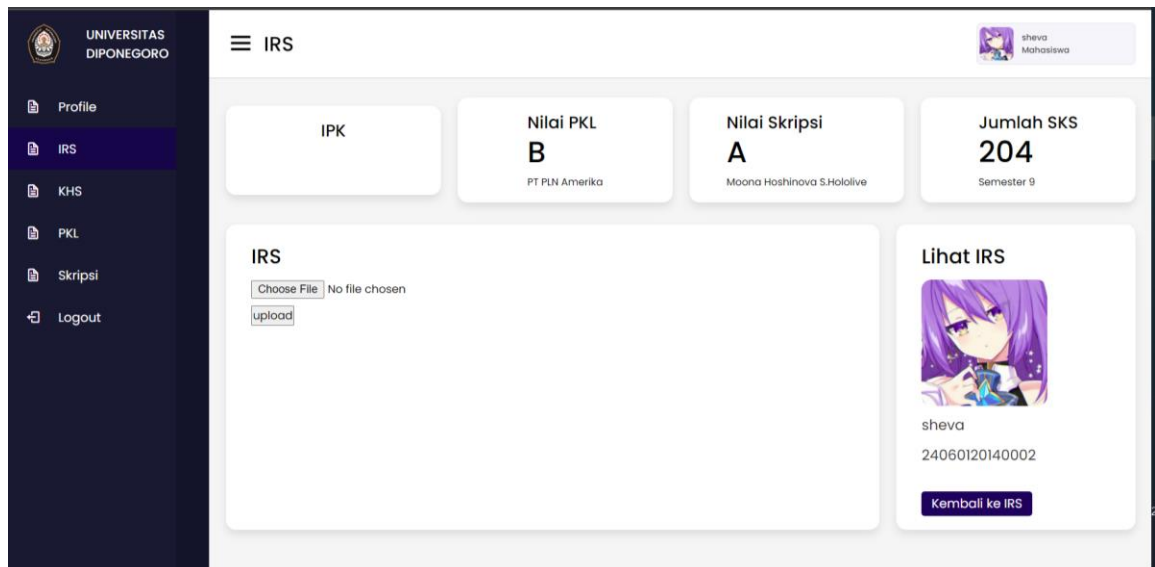 UNIVERSITAS
DIPONEGORO
IRS
sheva
Mahasiswa
Profile
IRS
KHS
PKL
Skripsi
Logout
IPK
Nilai PKL
B
PT PLN Amerika
Nilai Skripsi
A
Moona Hoshinova S.Hololive
Jumlah SKS
204
Semester 9
IRS
Choose File No file chosen
upload
Lihat IRS
sheva
24060120140002
Kembali ke IRS